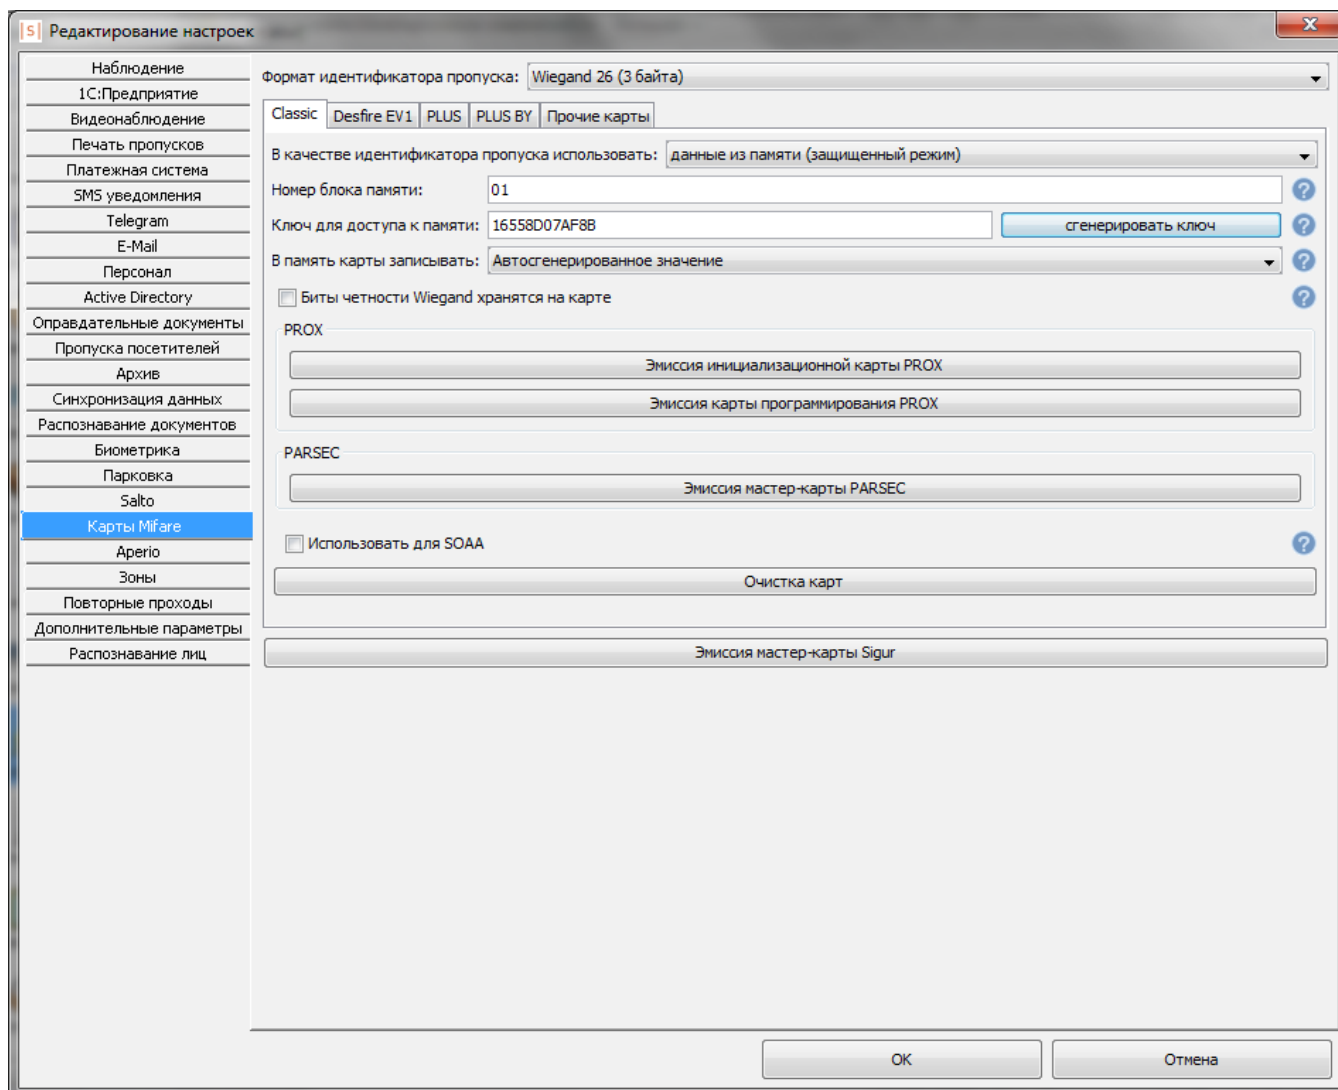 Редактирование настроек
Наблюдение
1С:Предприятие
Видеонаблюдение
Печать пропусков
Платежная система
SMS уведомления
Telegram
E-Mail
Персонал
Active Directory
Оправдательные документы
Пропуска посетителей
Архив
Синхронизация данных
Распознавание документов
Биометрика
Парковка
Salto
Карты Mifare
Aperio
Зоны
Повторные проходы
Дополнительные параметры
Распознавание лиц
Формат идентификатора пропуска: Wiegand 26 (3 байта)
Classic Desfire EV1 PLUS PLUS BY Прочие карты
В качестве идентификатора пропуска использовать: данные из памяти (защищенный режим)
Номер блока памяти: 01
Ключ для доступа к памяти: 16558D07AF8B сгенерировать ключ
В память карты записывать: Автосгенерированное значение
Биты четности Wiegand хранятся на карте
PROX
Эмиссия инициализационной карты PROX
Эмиссия карты программирования PROX
PARSEC
Эмиссия мастер-карты PARSEC
Использовать для SOAA
Очистка карт
Эмиссия мастер-карты Sigur
OK Отмена